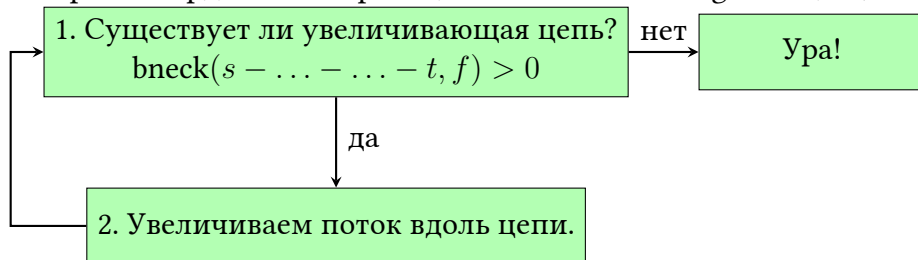 1. Существует ли увеличивающая цепь?
bneck(s − … − … − t, f) > 0
нет
Ура!
да
2. Увеличиваем поток вдоль цепи.